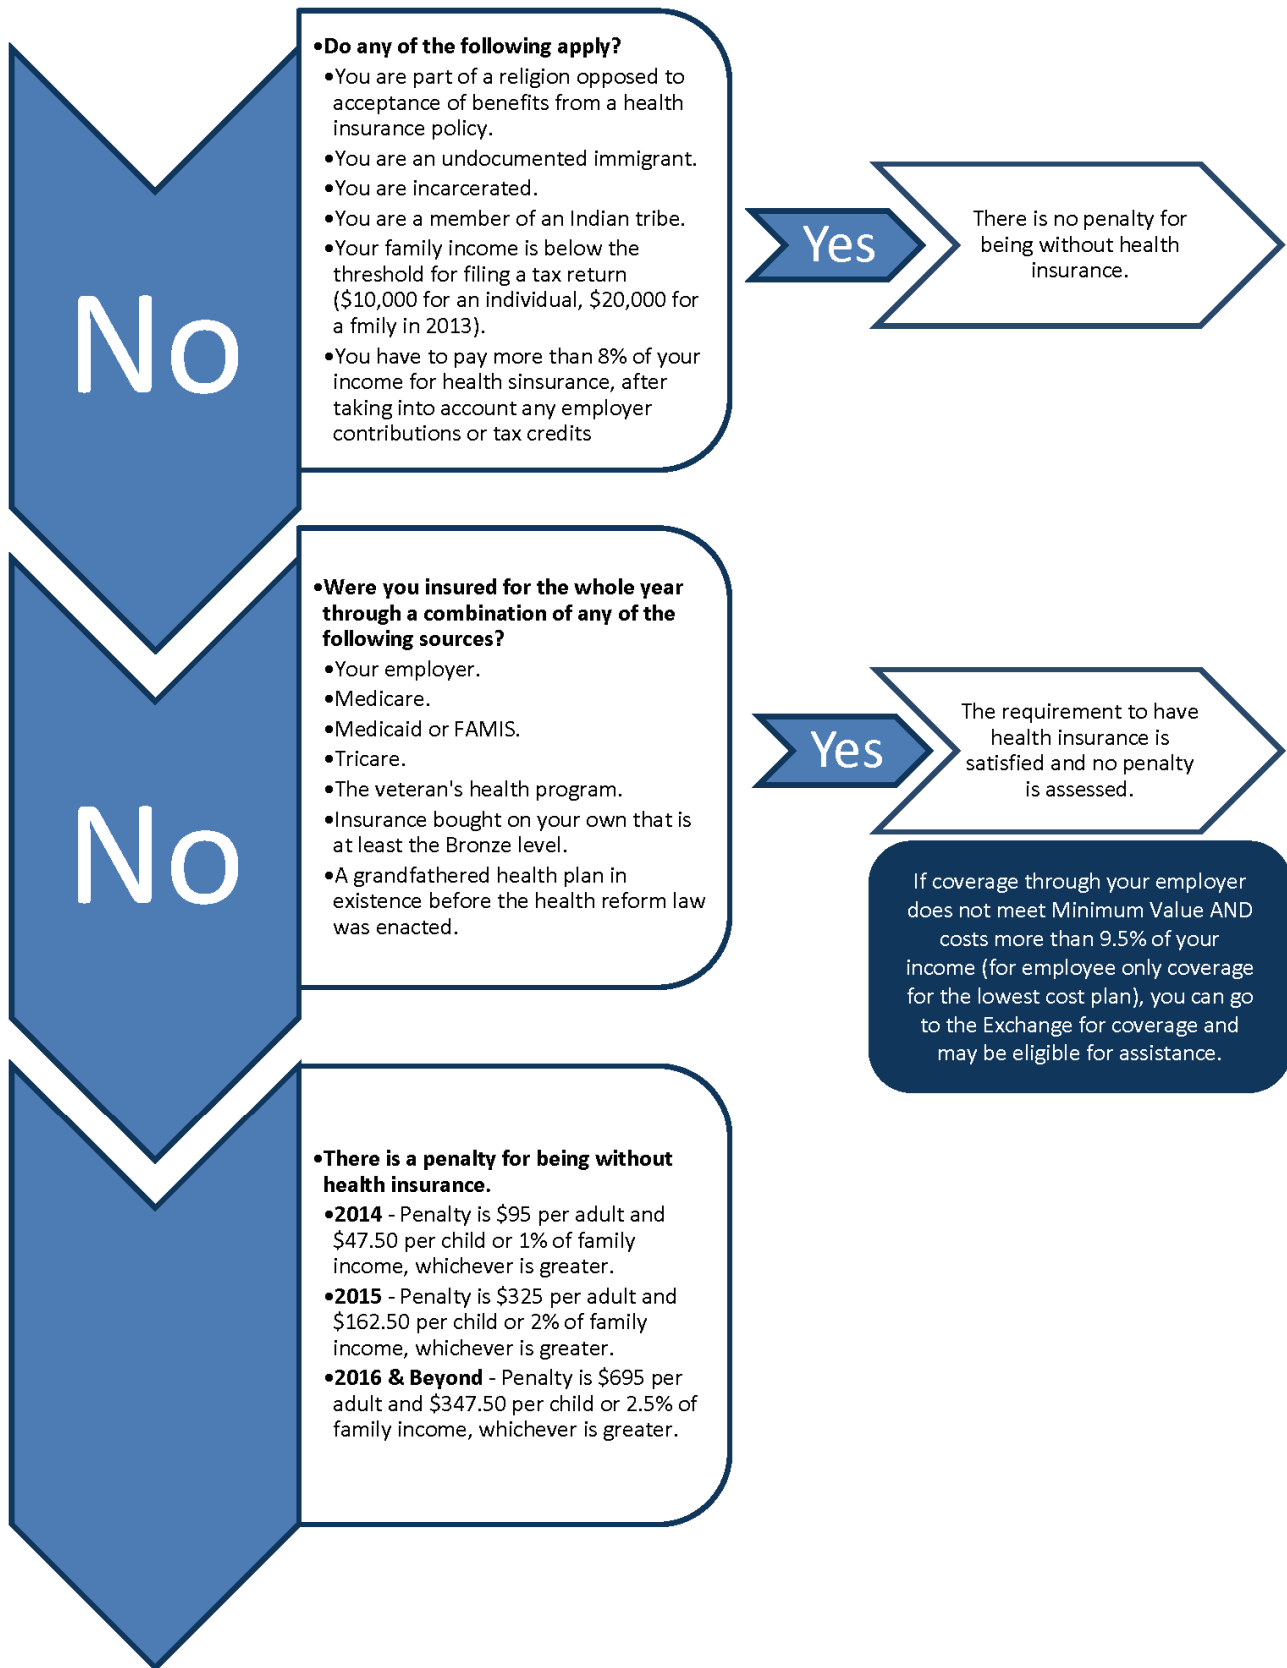 No
•Do any of the following apply?
•You are part of a religion opposed to
acceptance of benefits from a health
insurance policy.
•You are an undocumented immigrant.
•You are incarcerated.
•You are a member of an Indian tribe.
•Your family income is below the
threshold for filing a tax return
($10,000 for an individual, $20,000 for
a fmily in 2013).
•You have to pay more than 8% of your
income for health sinsurance, after
taking into account any employer
contributions or tax credits
Yes
There is no penalty for
being without health
insurance.
No
•Were you insured for the whole year
through a combination of any of the
following sources?
•Your employer.
•Medicare.
•Medicaid or FAMIS.
•Tricare.
•The veteran's health program.
•Insurance bought on your own that is
at least the Bronze level.
•A grandfathered health plan in
existence before the health reform law
was enacted.
Yes
The requirement to have
health insurance is
satisfied and no penalty
is assessed.
If coverage through your employer
does not meet Minimum Value AND
costs more than 9.5% of your
income (for employee only coverage
for the lowest cost plan), you can go
to the Exchange for coverage and
may be eligible for assistance.
•There is a penalty for being without
health insurance.
•2014 - Penalty is $95 per adult and
$47.50 per child or 1% of family
income, whichever is greater.
•2015 - Penalty is $325 per adult and
$162.50 per child or 2% of family
income, whichever is greater.
•2016 & Beyond - Penalty is $695 per
adult and $347.50 per child or 2.5% of
family income, whichever is greater.